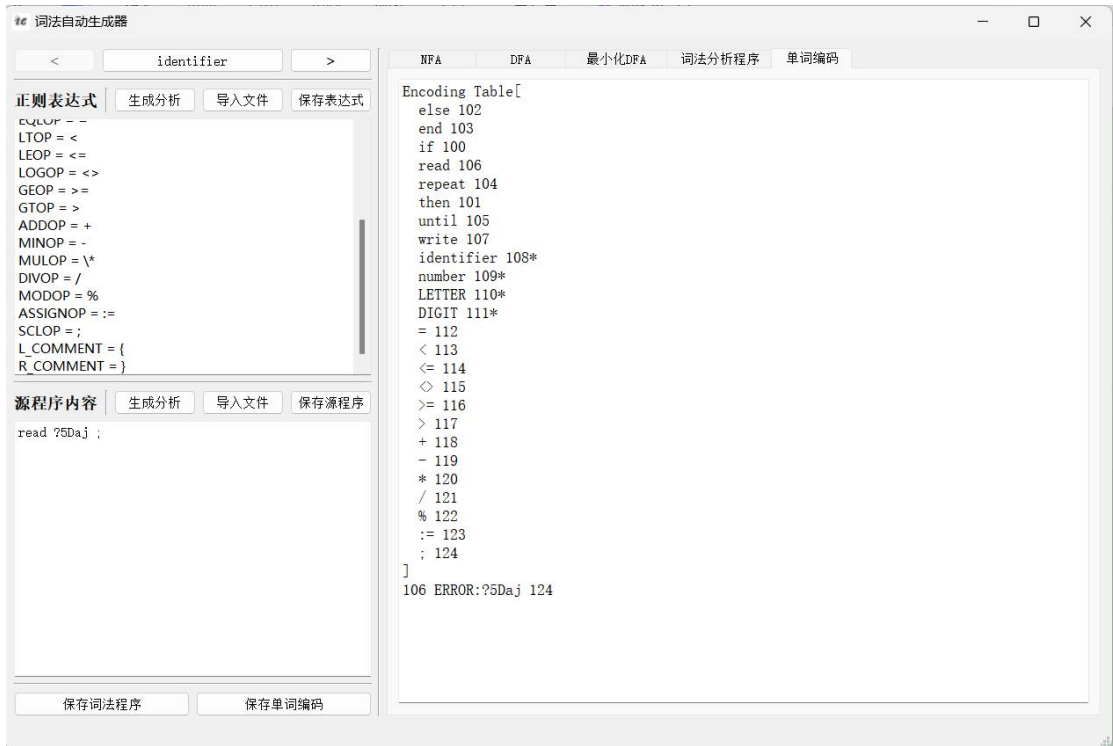 te 词法自动生成器
< identifier >
正则表达式 生成分析 导入文件 保存表达式
EQLOP = =
LTOP = <
LEOP = <=
LOGOP = <>
GEOP = >=
GTOP = >
ADDOP = +
MINOP = -
MULOP = \*
DIVOP = /
MODOP = %
ASSIGNOP = :=
SCLOP = ;
L_COMMENT = {
R_COMMENT = }
源程序内容 生成分析 导入文件 保存源程序
read ?5Daj ;
保存词法程序 保存单词编码
NFA DFA 最小化DFA 词法分析程序 单词编码
Encoding Table[
else 102
end 103
if 100
read 106
repeat 104
then 101
until 105
write 107
identifier 108*
number 109*
LETTER 110*
DIGIT 111*
= 112
< 113
<= 114
<> 115
>= 116
> 117
+ 118
- 119
* 120
/ 121
% 122
:= 123
; 124
]
106 ERROR:?5Daj 124